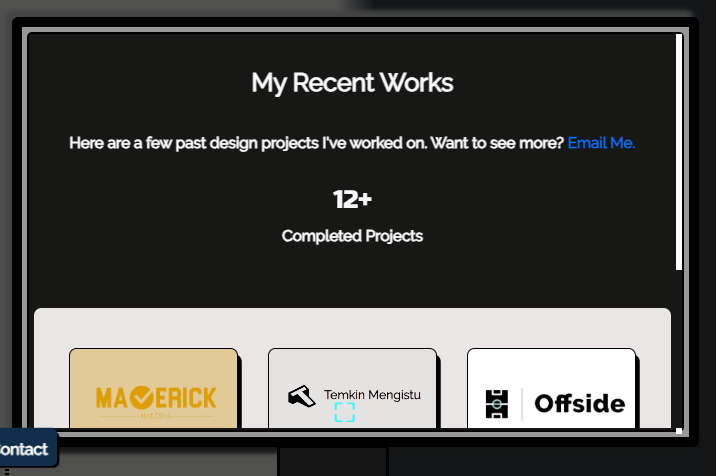 My Recent Works
Here are a few past design projects I've worked on. Want to see more? Email Me.
12+
Completed Projects
MAVERICK
Temkin Mengistu
Offside
ontact